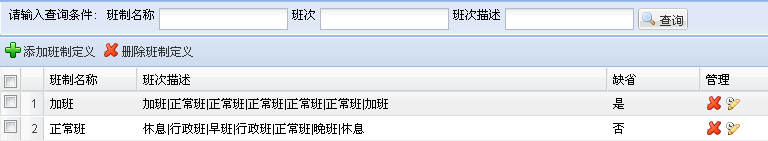 请输入查询条件: 班制名称 班次 班次描述 查询
添加班制定义 删除班制定义
班制名称 班次描述 缺省 管理
1 加班 加班|正常班|正常班|正常班|正常班|正常班|加班 是
2 正常班 休息|行政班|早班|行政班|正常班|晚班|休息 否